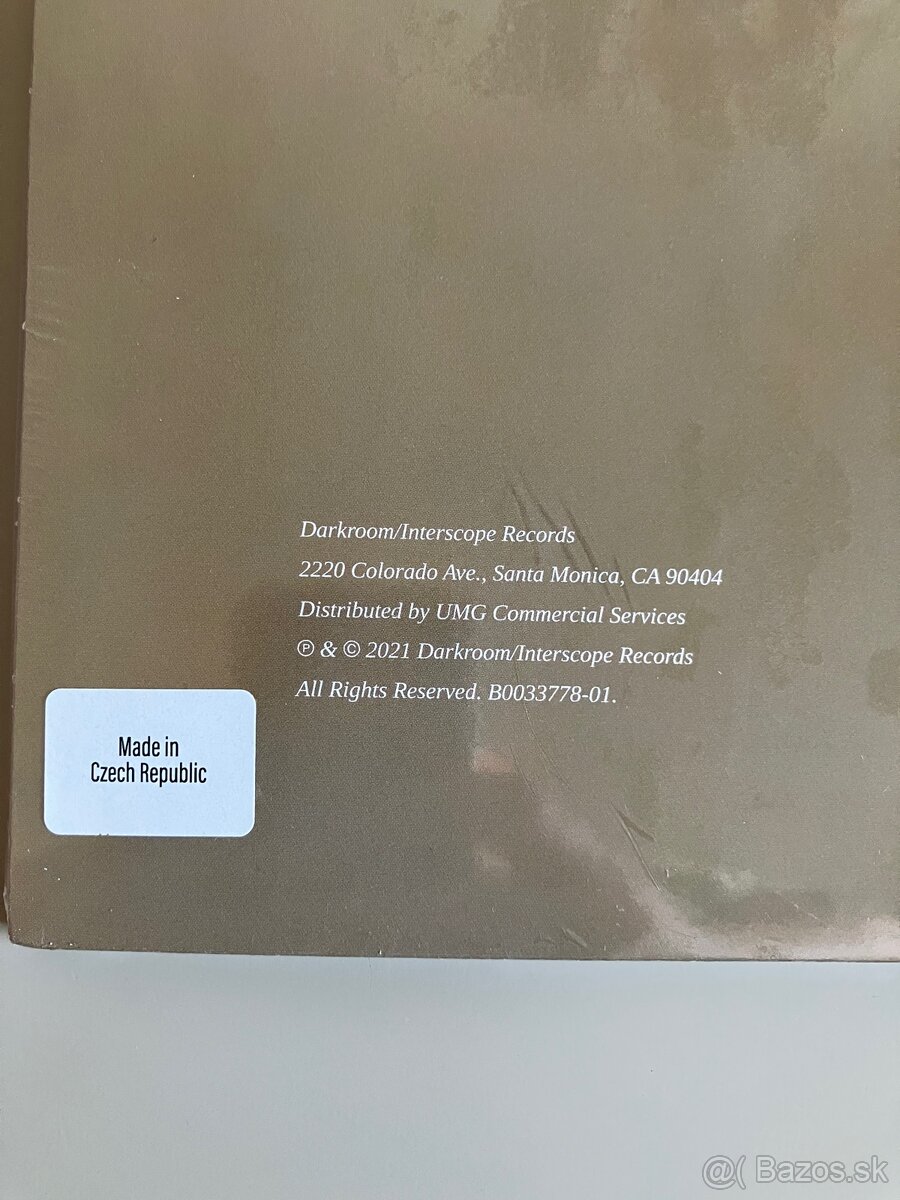 Darkroom/Interscope Records
2220 Colorado Ave., Santa Monica, CA 90404
Distributed by UMG Commercial Services
℗ & © 2021 Darkroom/Interscope Records
All Rights Reserved. B0033778-01.
Made in
Czech Republic
@( Bazos.sk